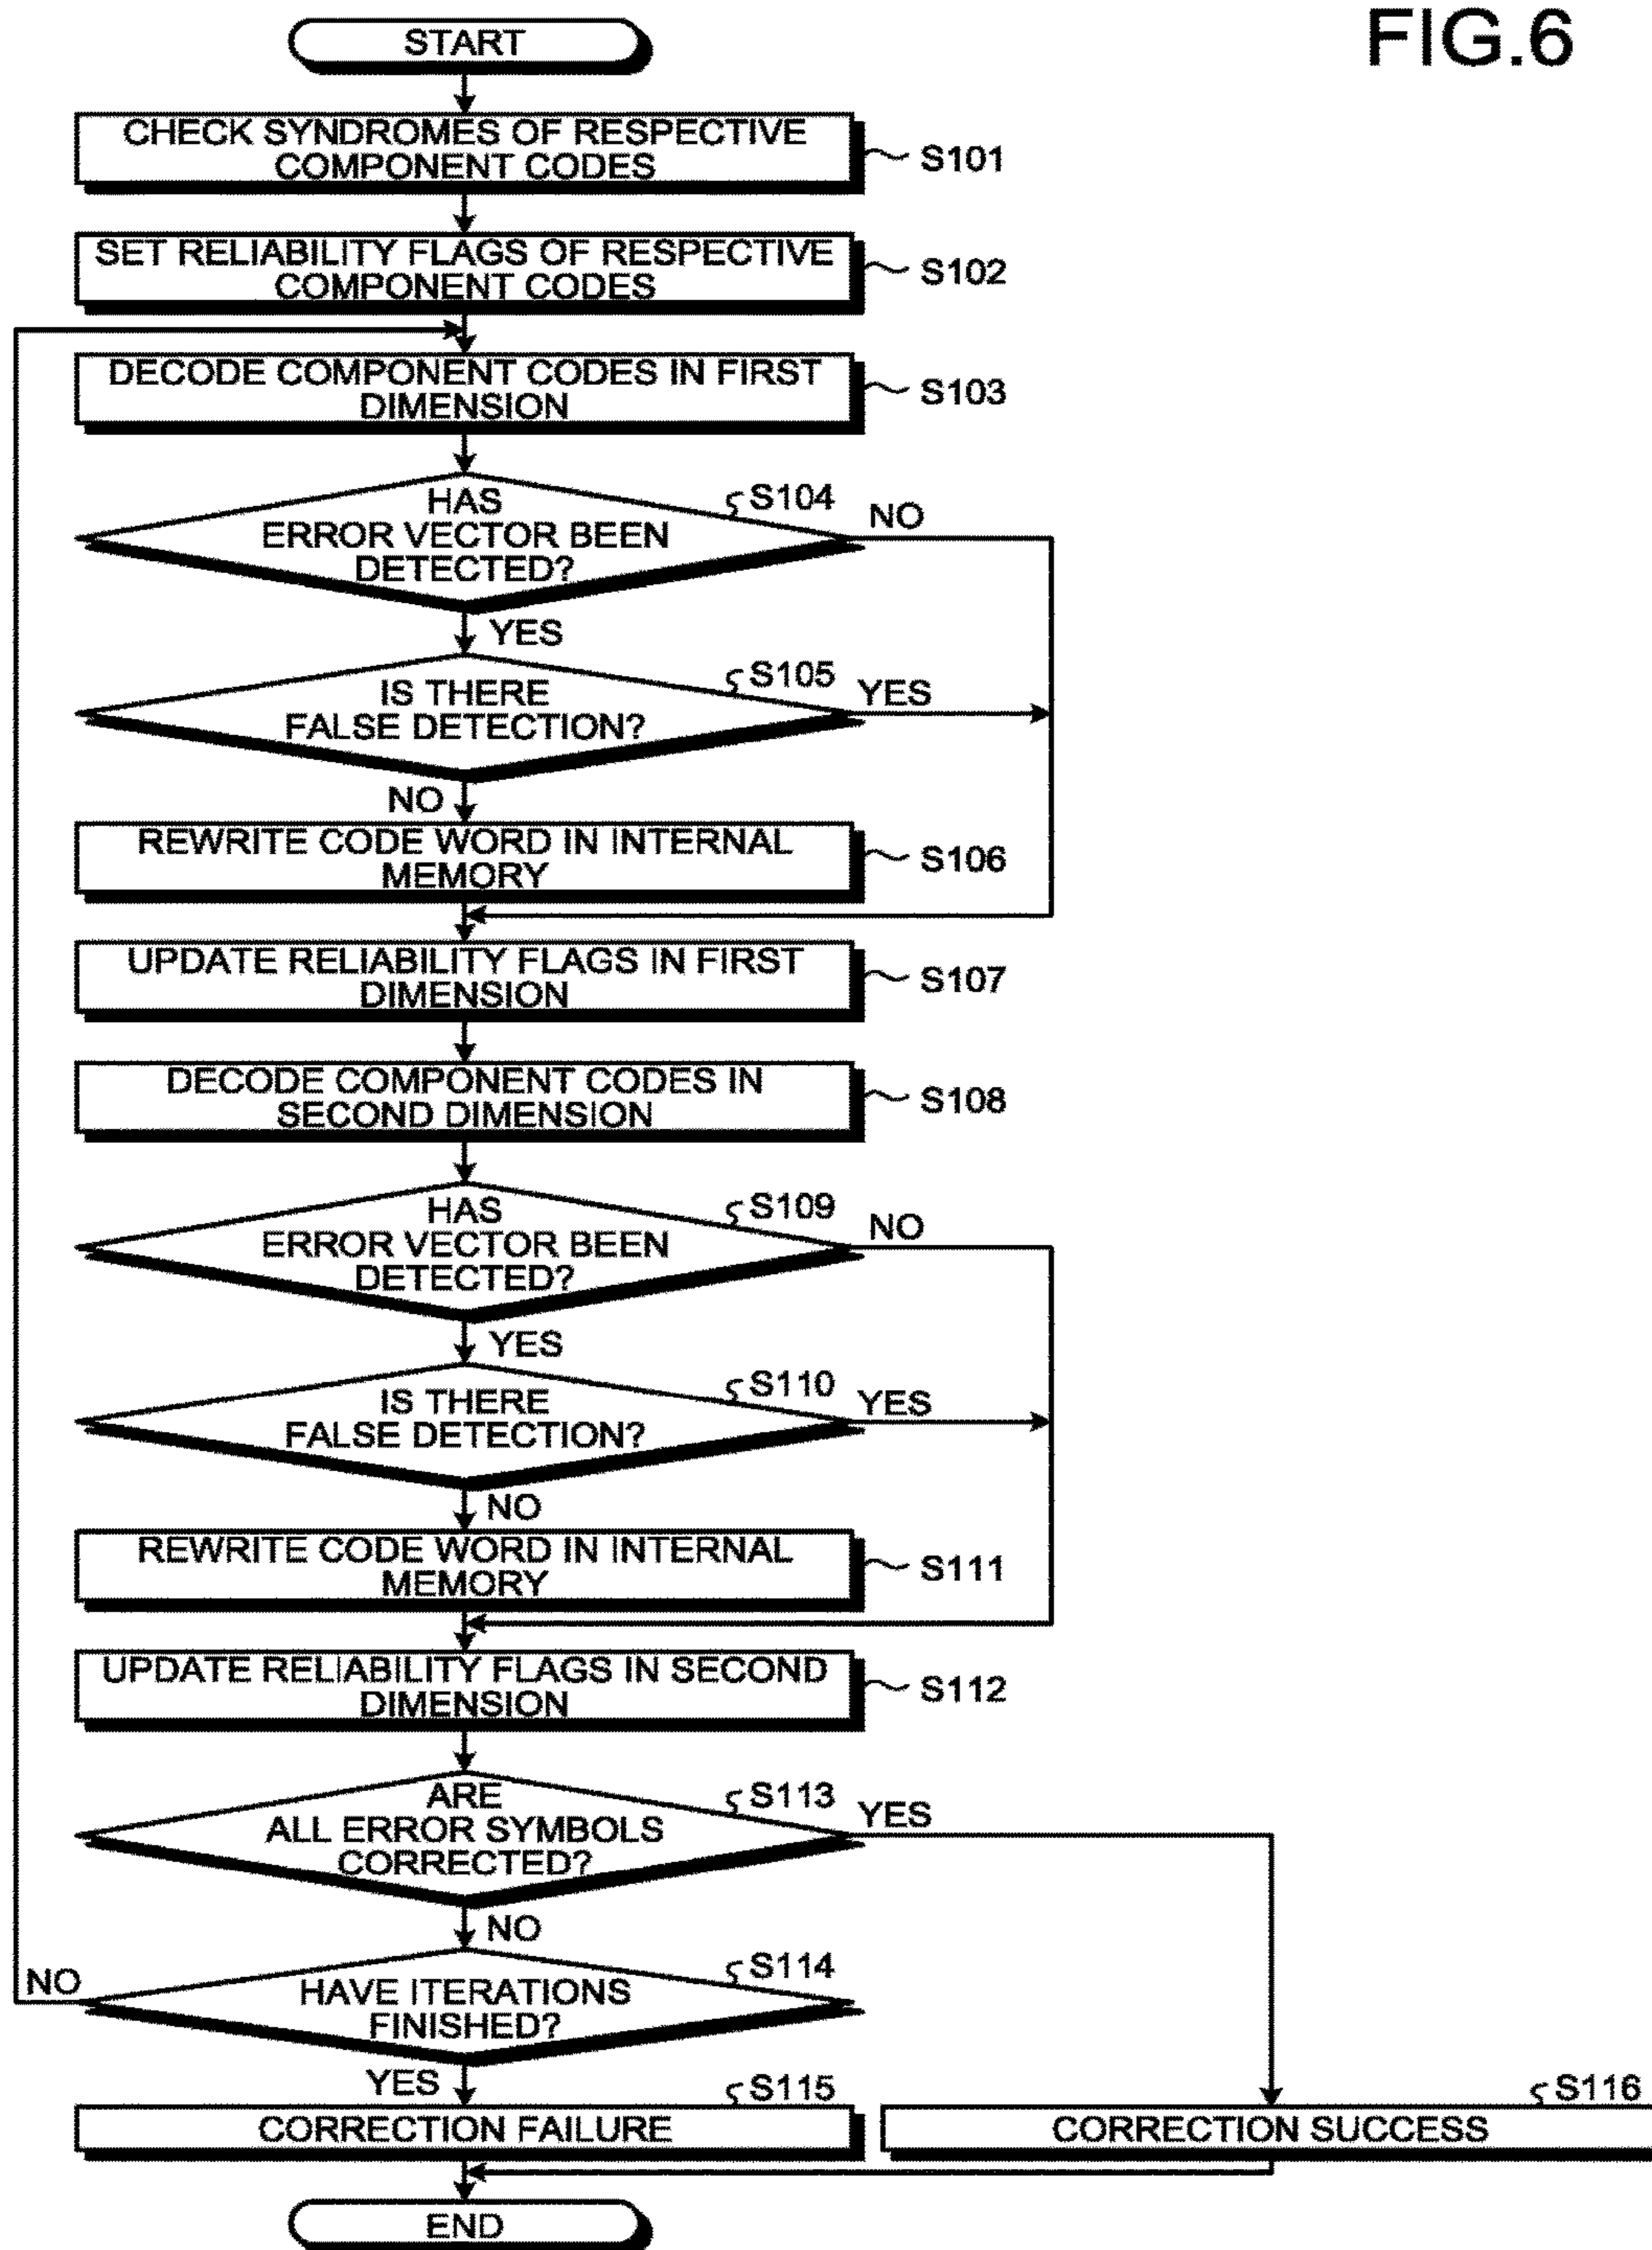 FIG.6
START
CHECK SYNDROMES OF RESPECTIVE
COMPONENT CODES
S101
SET RELIABILITY FLAGS OF RESPECTIVE
COMPONENT CODES
S102
DECODE COMPONENT CODES IN FIRST
DIMENSION
S103
HAS
ERROR VECTOR BEEN
DETECTED?
S104
NO
YES
IS THERE
FALSE DETECTION?
S105
YES
NO
REWRITE CODE WORD IN INTERNAL
MEMORY
S106
UPDATE RELIABILITY FLAGS IN FIRST
DIMENSION
S107
DECODE COMPONENT CODES IN
SECOND DIMENSION
S108
HAS
ERROR VECTOR BEEN
DETECTED?
S109
NO
YES
IS THERE
FALSE DETECTION?
S110
YES
NO
REWRITE CODE WORD IN INTERNAL
MEMORY
S111
UPDATE RELIABILITY FLAGS IN SECOND
DIMENSION
S112
ARE
ALL ERROR SYMBOLS
CORRECTED?
S113
YES
NO
HAVE ITERATIONS
FINISHED?
S114
NO
YES
S115
CORRECTION FAILURE
S116
CORRECTION SUCCESS
END